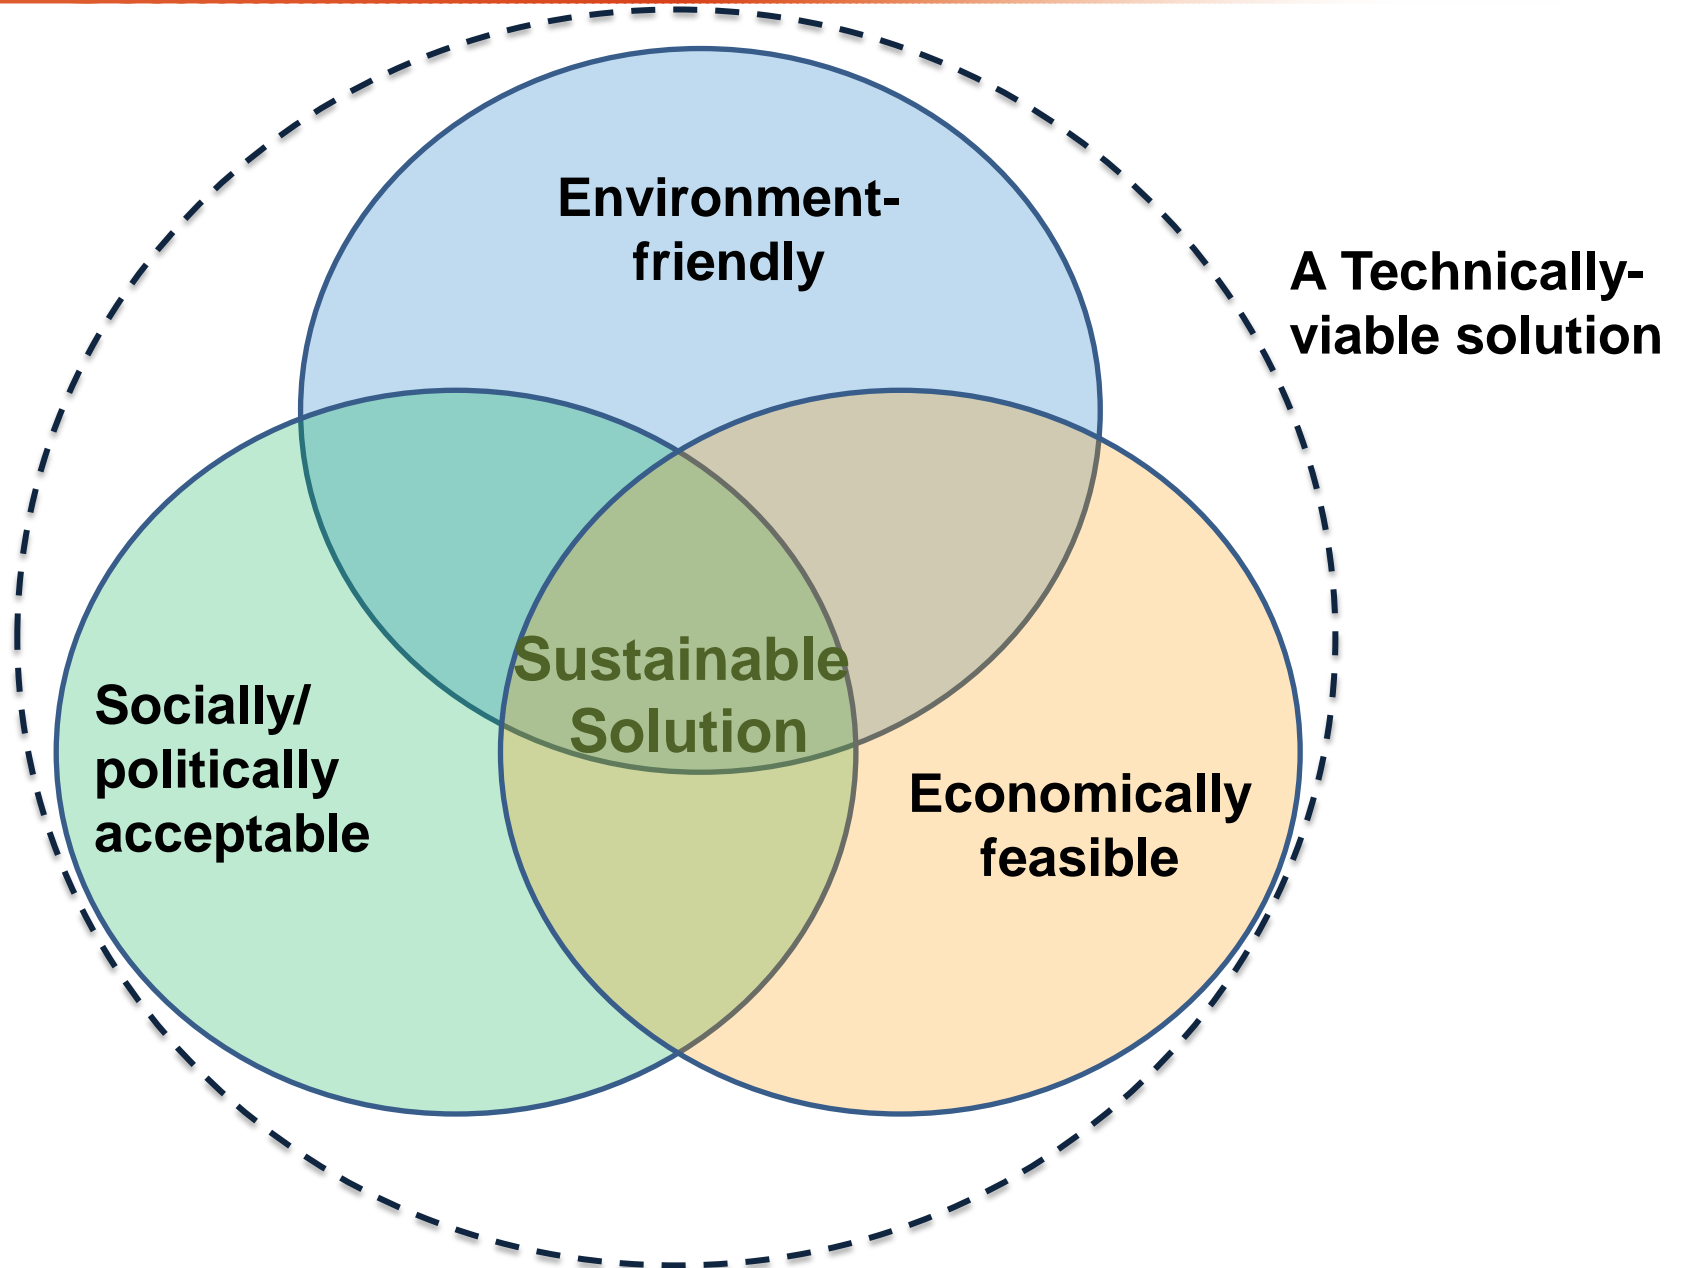 Environment-
friendly
A Technically-
viable solution
Sustainable
Solution
Socially/
politically
acceptable
Economically
feasible